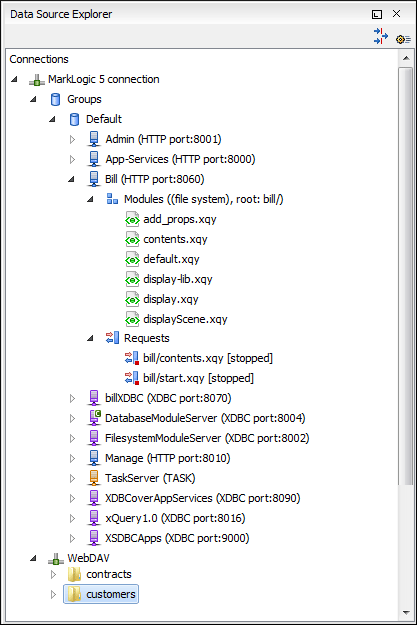 Data Source Explorer
Connections
MarkLogic 5 connection
Groups
Default
Admin (HTTP port:8001)
App-Services (HTTP port:8000)
Bill (HTTP port:8060)
Modules ((file system), root: bill/)
add_props.xqy
contents.xqy
default.xqy
display-lib.xqy
display.xqy
displayScene.xqy
Requests
bill/contents.xqy [stopped]
bill/start.xqy [stopped]
billXDBC (XDBC port:8070)
DatabaseModuleServer (XDBC port:8004)
FilesystemModuleServer (XDBC port:8002)
Manage (HTTP port:8010)
TaskServer (TASK)
XDBCoverAppServices (XDBC port:8090)
xQuery1.0 (XDBC port:8016)
XSDBCApps (XDBC port:9000)
WebDAV
contracts
customers